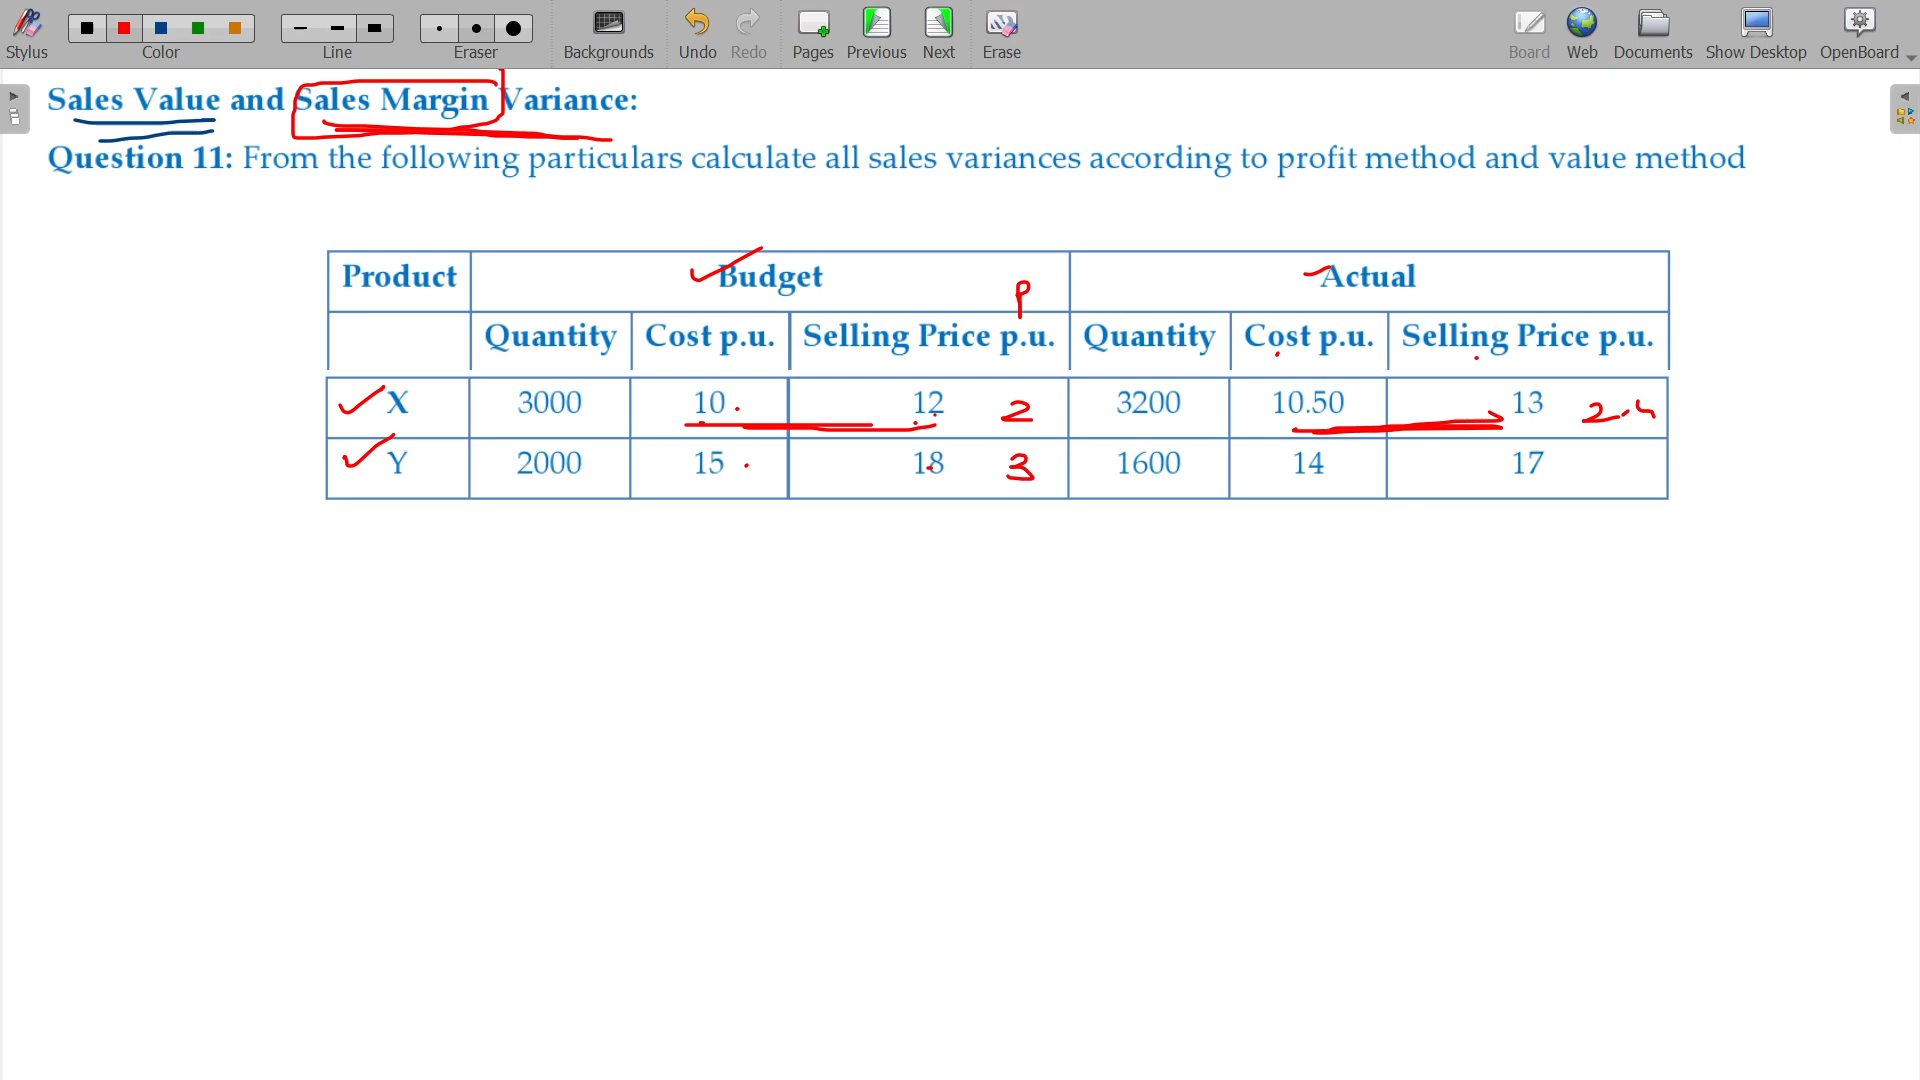 Stylus Color Line Eraser Backgrounds Undo Redo Pages Previous Next Erase Board Web Documents Show Desktop OpenBoard
Sales Value and Sales Margin Variance:
Question 11: From the following particulars calculate all sales variances according to profit method and value method
Product Budget Actual
P
Quantity Cost p.u. Selling Price p.u. Quantity Cost p.u. Selling Price p.u.
X 3000 10 12 2 3200 10.50 13
Y 2000 15 18 3 1600 14 17